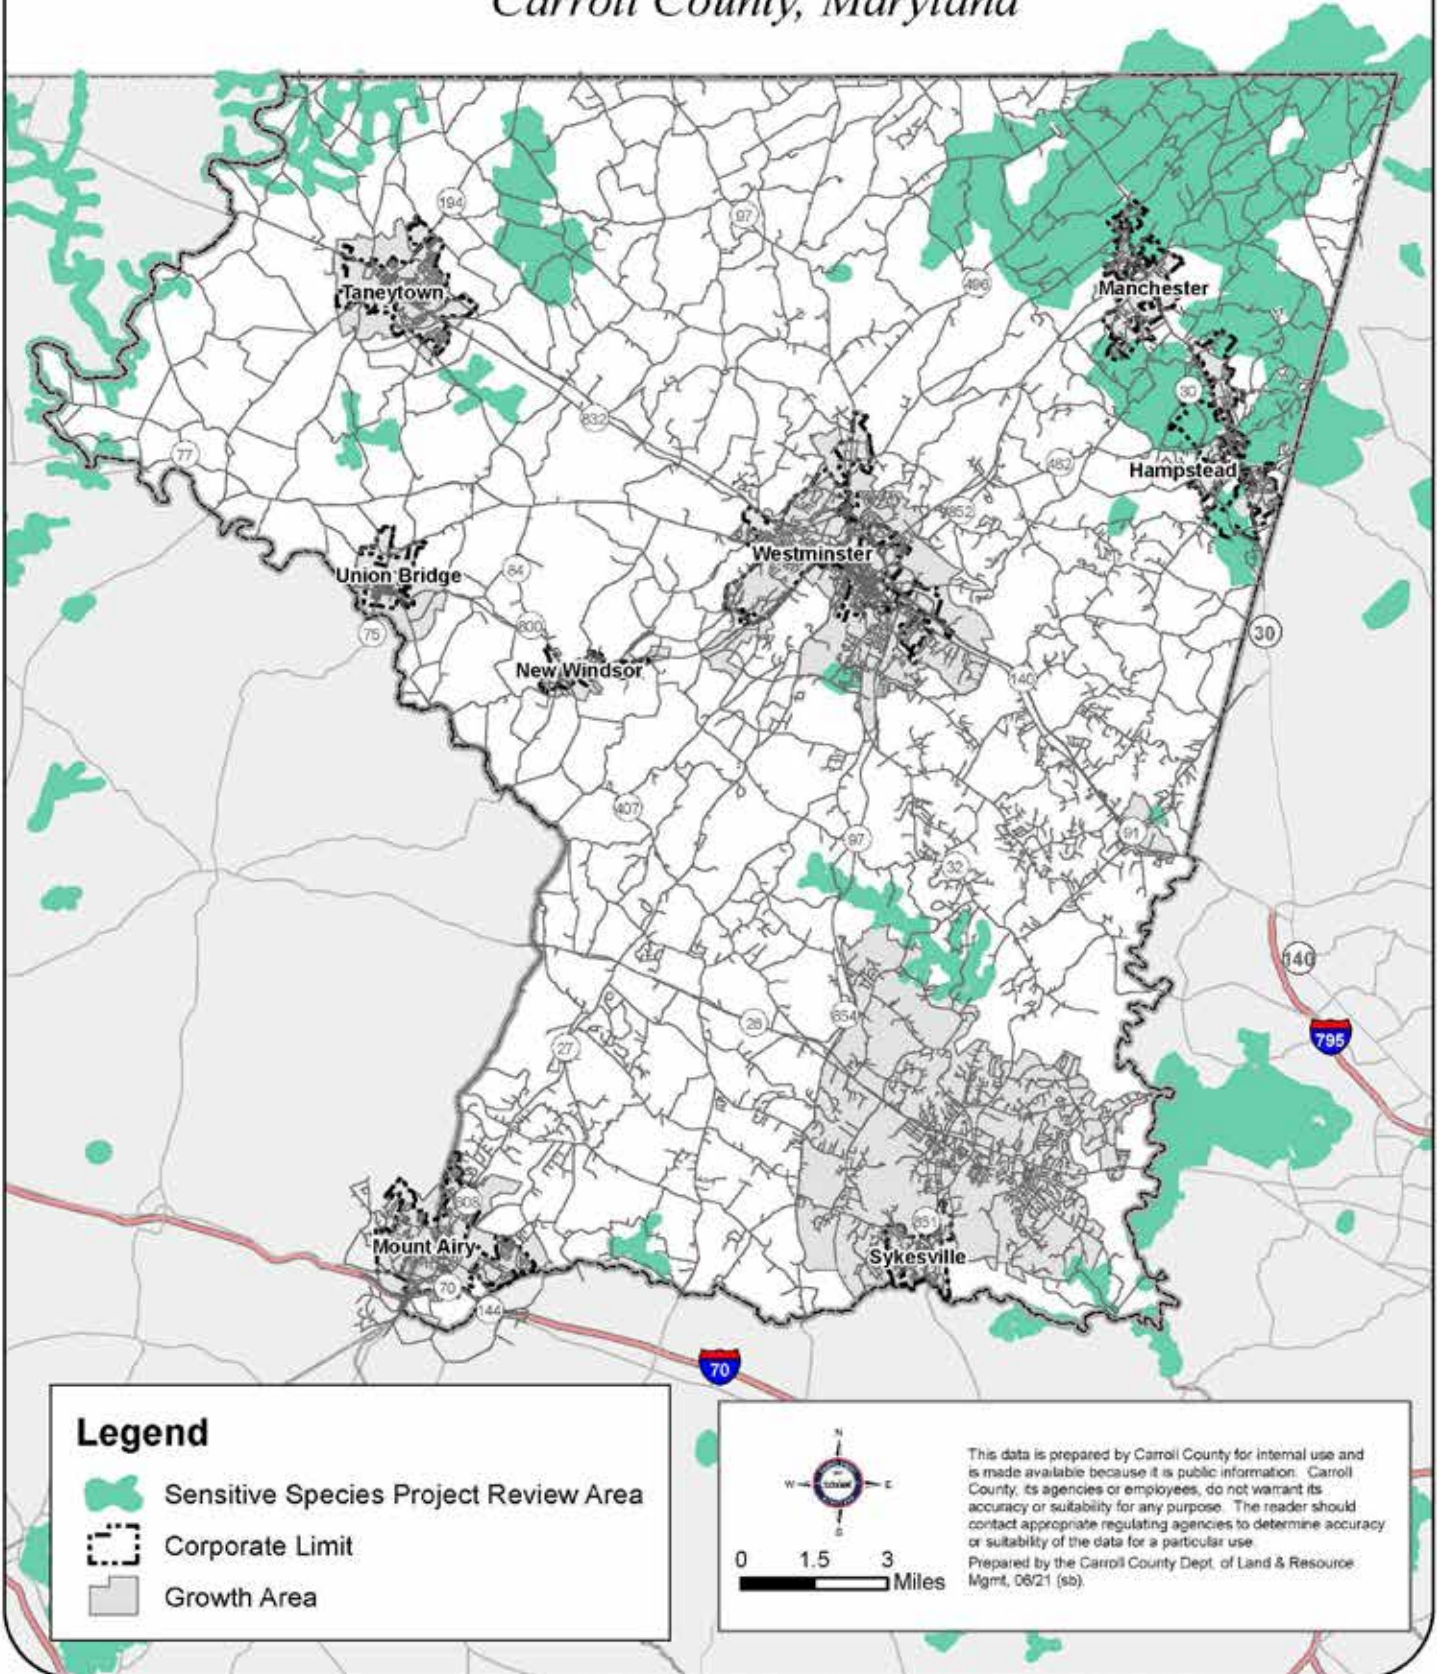 Carroll County, Maryland
194
97
496
Taneytown
Manchester
30
832
77
482
Hampstead
852
Westminster
84
Union Bridge
75
800
30
New Windsor
140
407
97
91
32
140
26
854
27
795
808
851
Mount Airy
Sykesville
70
144
70
Legend
Sensitive Species Project Review Area
Corporate Limit
Growth Area
N
W
E
S
0 1.5 3
Miles
This data is prepared by Carroll County for internal use and
is made available because it is public information. Carroll
County, its agencies or employees, do not warrant its
accuracy or suitability for any purpose. The reader should
contact appropriate regulating agencies to determine accuracy
or suitability of the data for a particular use.
Prepared by the Carroll County Dept. of Land & Resource
Mgmt, 06/21 (sb).